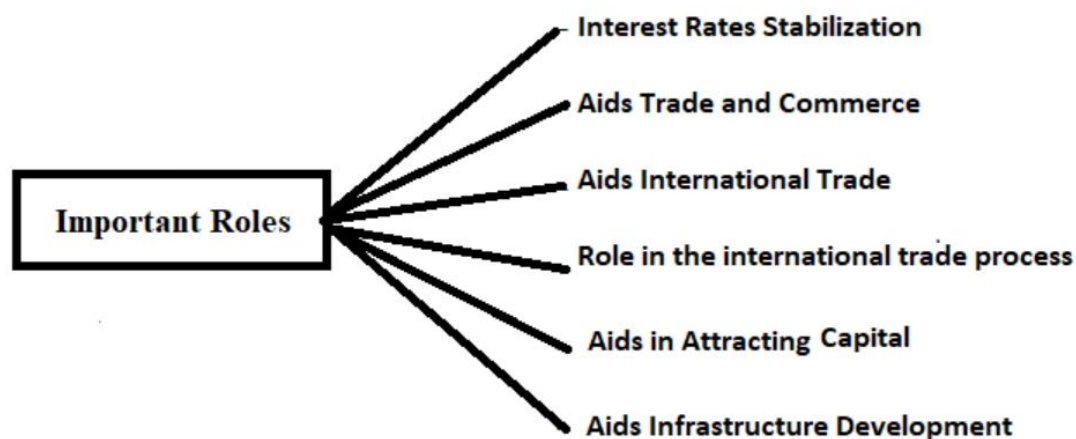 Interest Rates Stabilization
Aids Trade and Commerce
Aids International Trade
Important Roles
Role in the international trade process
Aids in Attracting Capital
Aids Infrastructure Development